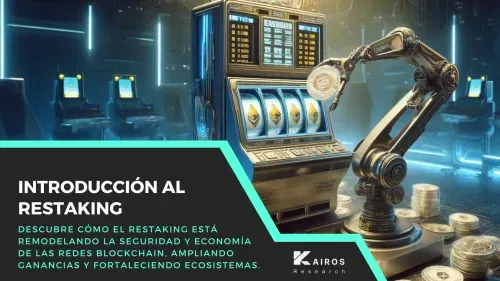 INTRODUCCIÓN AL
RESTAKING
DESCUBRE CÓMO EL RESTAKING ESTÁ
REMODELANDO LA SEGURIDAD Y ECONOMÍA
DE LAS REDES BLOCKCHAIN, AMPLIANDO
GANANCIAS Y FORTALECIENDO ECOSISTEMAS.
KAIROS
Research